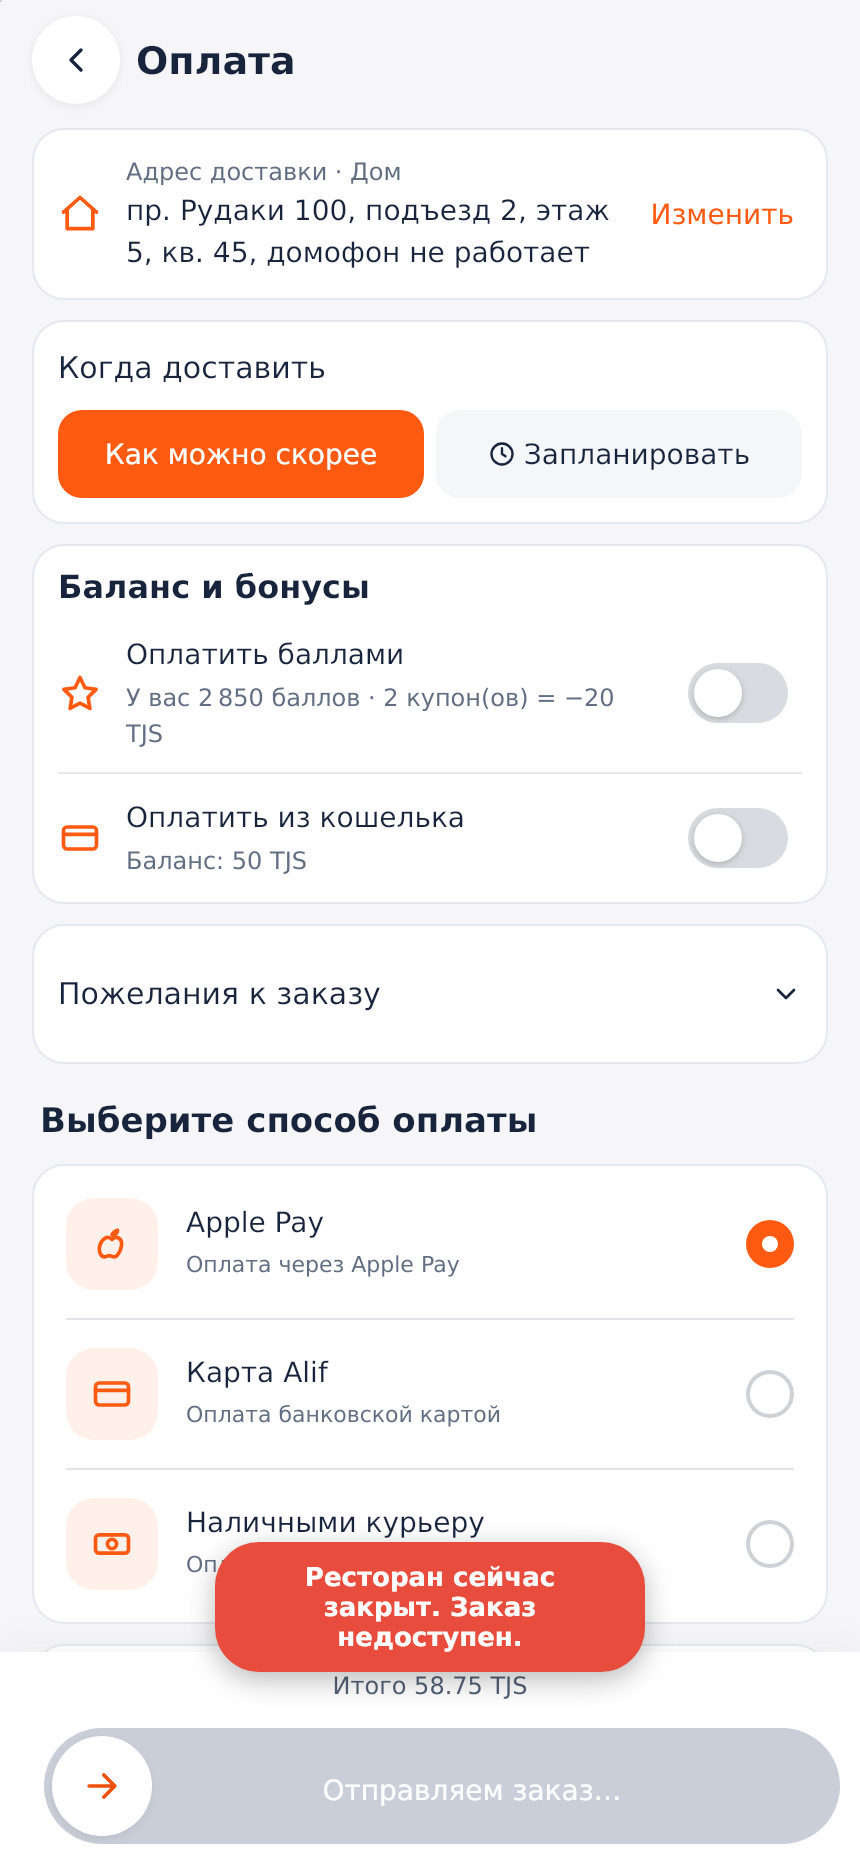 Оплата
Адрес доставки · Дом
пр. Рудаки 100, подъезд 2, этаж
5, кв. 45, домофон не работает
Изменить
Когда доставить
Как можно скорее
Запланировать
Баланс и бонусы
Оплатить баллами
У вас 2 850 баллов · 2 купон(ов) = −20
TJS
Оплатить из кошелька
Баланс: 50 TJS
Пожелания к заказу
Выберите способ оплаты
Apple Pay
Оплата через Apple Pay
Карта Alif
Оплата банковской картой
Наличными курьеру
Ресторан сейчас
закрыт. Заказ
недоступен.
Итого 58.75 TJS
Отправляем заказ...